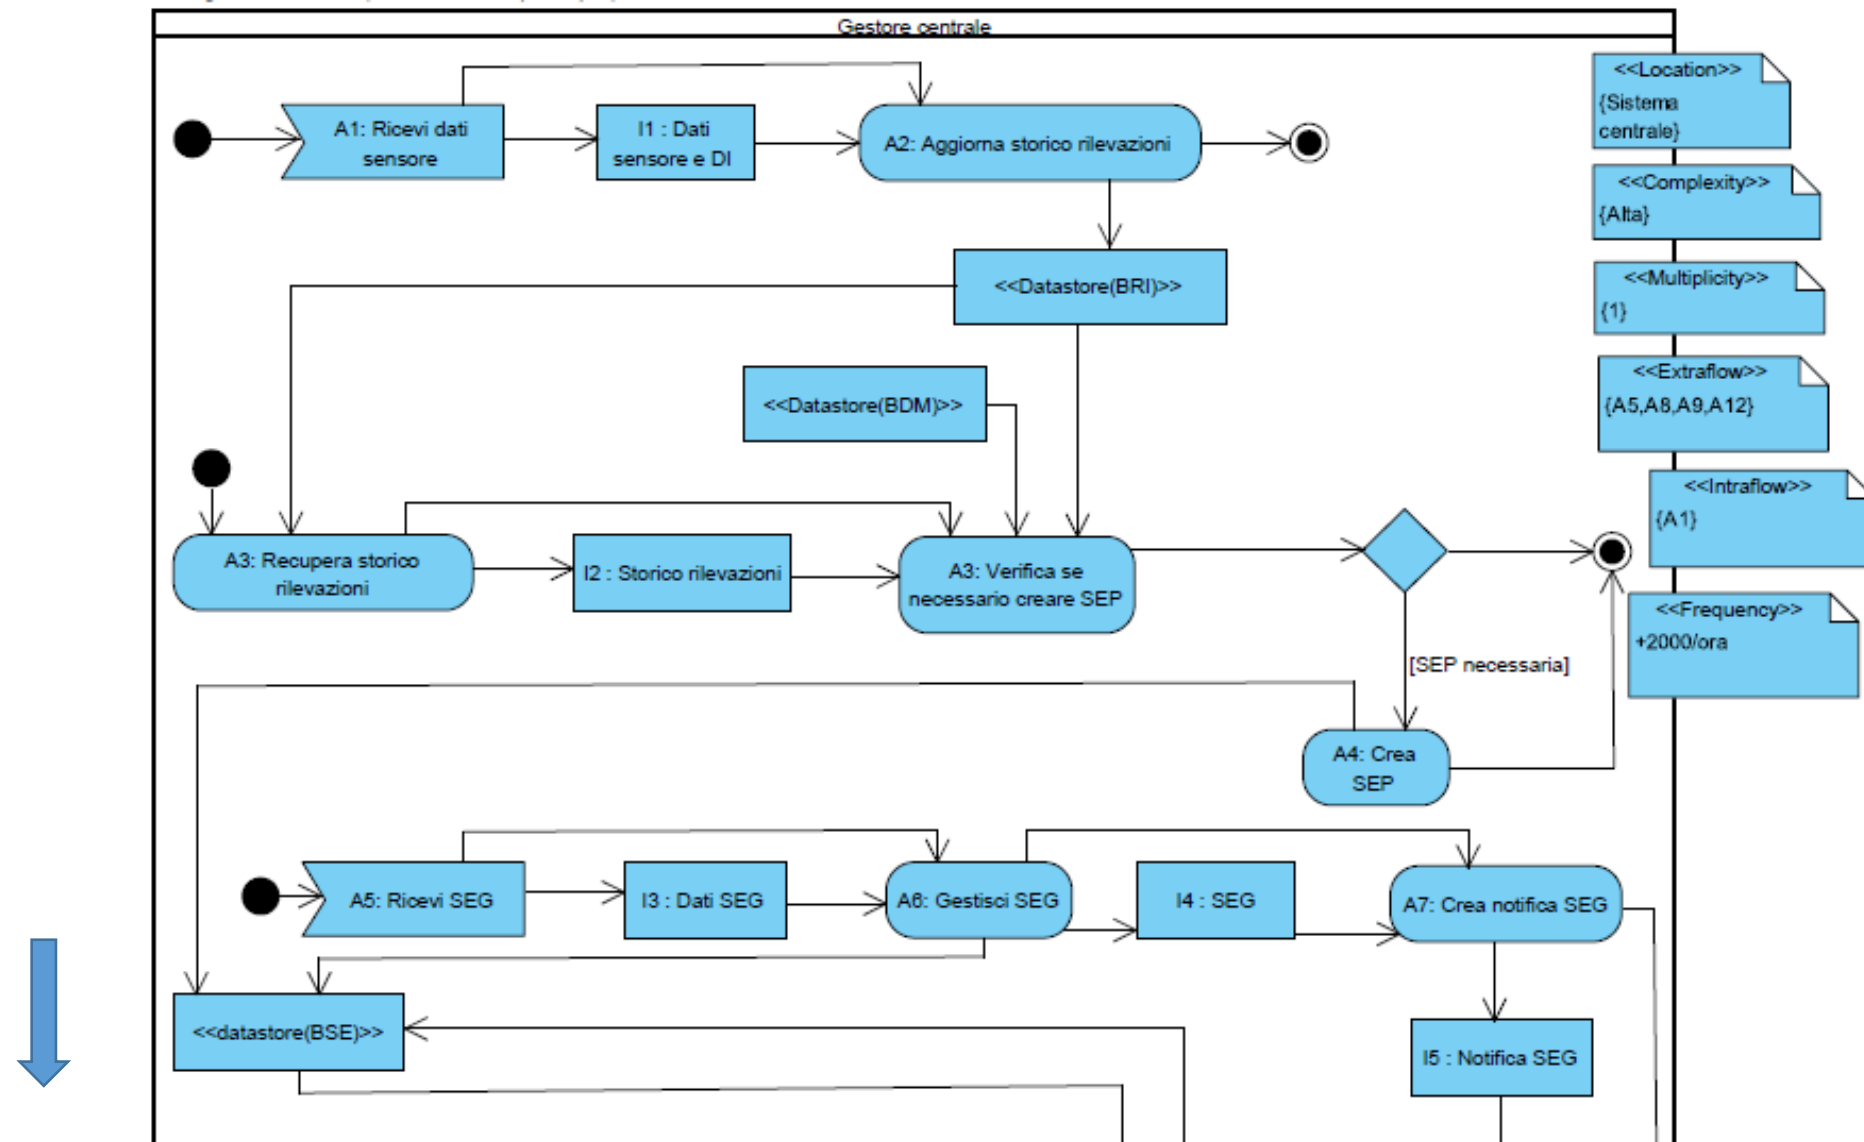 Gestore centrale
<<Location>>
{Sistema
centrale}
A1: Ricevi dati
sensore
I1 : Dati
sensore e DI
A2: Aggiorna storico rilevazioni
<<Complexity>>
{Alta}
<<Datastore(BRI)>>
<<Multiplicity>>
{1}
<<Extraflow>>
{A5,A8,A9,A12}
<<Datastore(BDM)>>
<<Intraflow>>
{A1}
A3: Recupera storico
rilevazioni
I2 : Storico rilevazioni
A3: Verifica se
necessario creare SEP
<<Frequency>>
+2000/ora
[SEP necessaria]
A4: Crea
SEP
A5: Ricevi SEG
I3 : Dati SEG
A6: Gestisci SEG
I4 : SEG
A7: Crea notifica SEG
<<datastore(BSE)>>
I5 : Notifica SEG